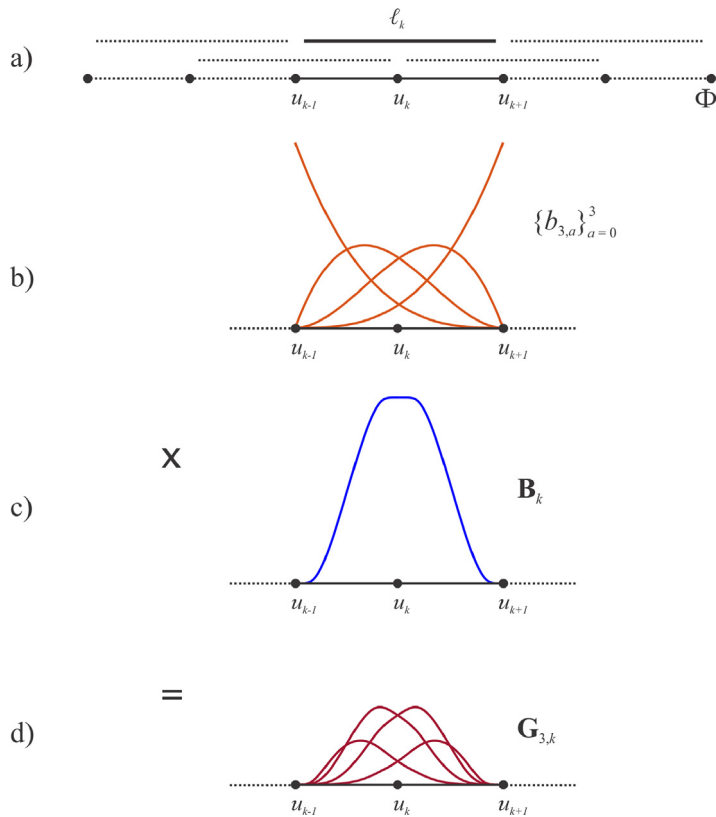 ℓₖ
a)
uₖ₋₁ uₖ uₖ₊₁ Φ
{b₃,ₐ}³ₐ₌₀
b)
uₖ₋₁ uₖ uₖ₊₁
x
c) Bₖ
uₖ₋₁ uₖ uₖ₊₁
=
d) G₃,ₖ
uₖ₋₁ uₖ uₖ₊₁